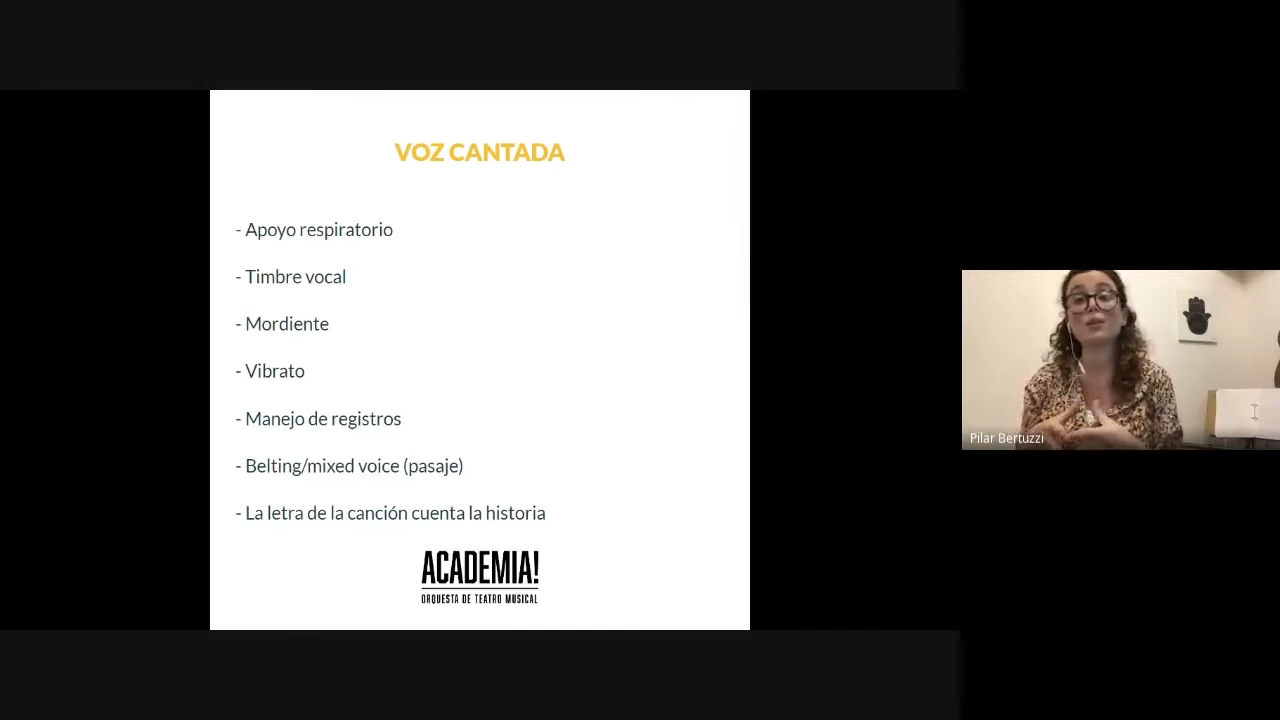 VOZ CANTADA
- Apoyo respiratorio
- Timbre vocal
- Mordiente
- Vibrato
- Manejo de registros
- Belting/mixed voice (pasaje)
- La letra de la canción cuenta la historia
ACADEMIA!
ORQUESTA DE TEATRO MUSICAL
Pilar Bertuzzi